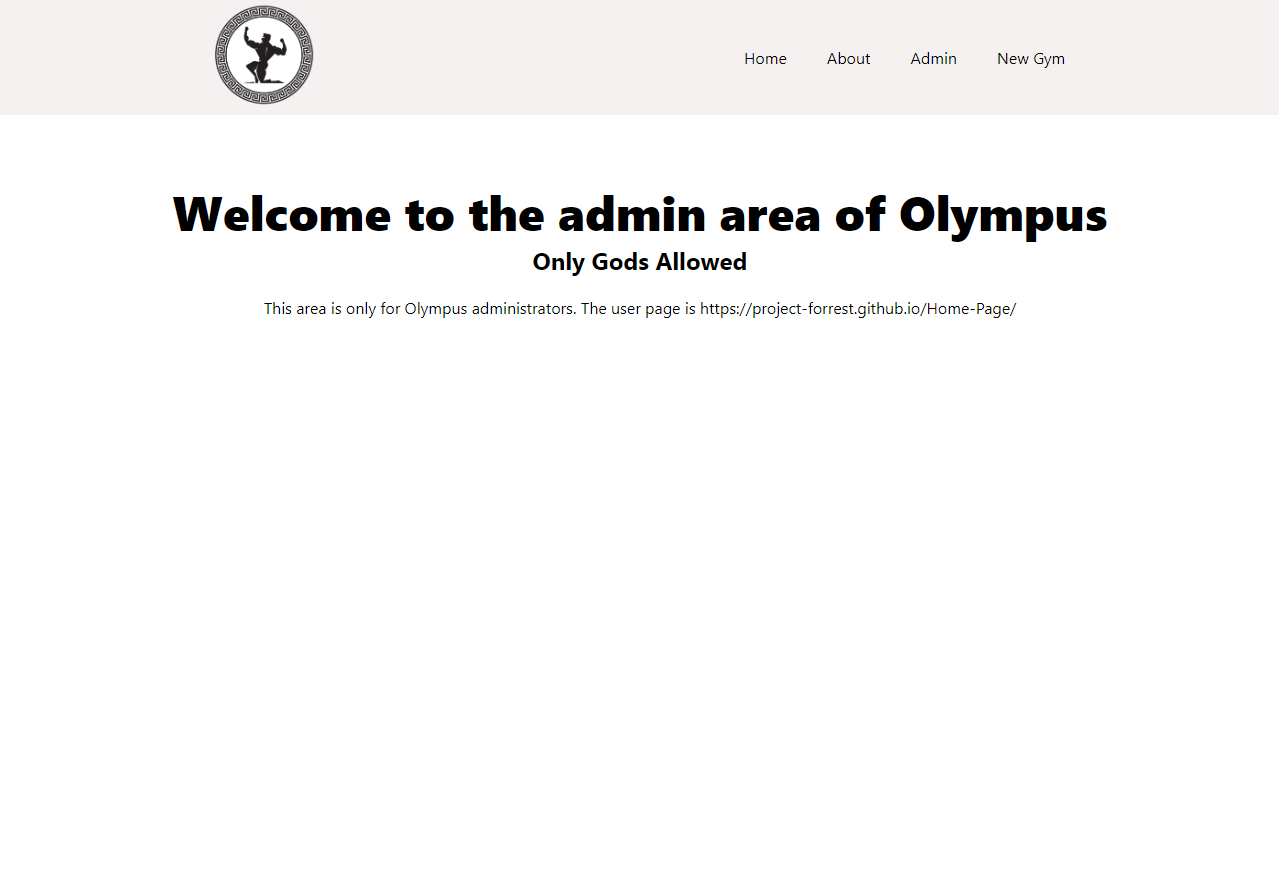 Home About Admin New Gym
Welcome to the admin area of Olympus
Only Gods Allowed
This area is only for Olympus administrators. The user page is https://project-forrest.github.io/Home-Page/